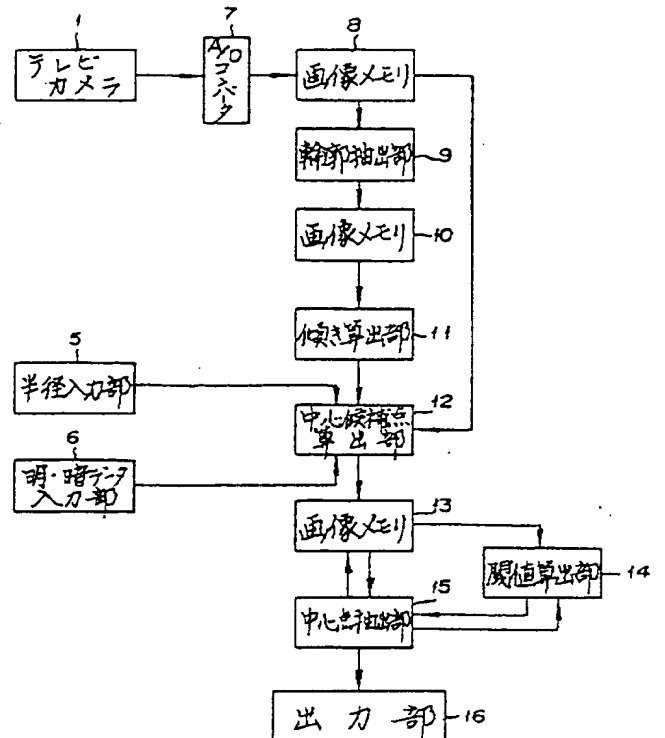 1
テレビ
カメラ
7
A/D
コンバータ
8
画像メモリ
輪郭抽出部
9
画像メモリ
10
傾き算出部
11
5
半径入力部
12
中心候補点
算出部
6
明・暗データ
入力部
13
画像メモリ
閾値算出部
14
15
中心点抽出部
出力部
16